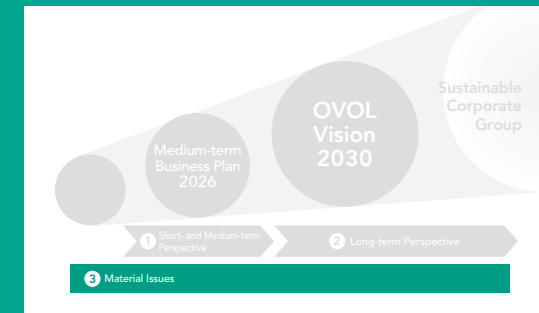 Sustainable
Corporate
Group
OVOL
Vision
2030
Medium-term
Business Plan
2026
1 Short- and Medium-term
Perspective
2 Long-term Perspective
3 Material Issues